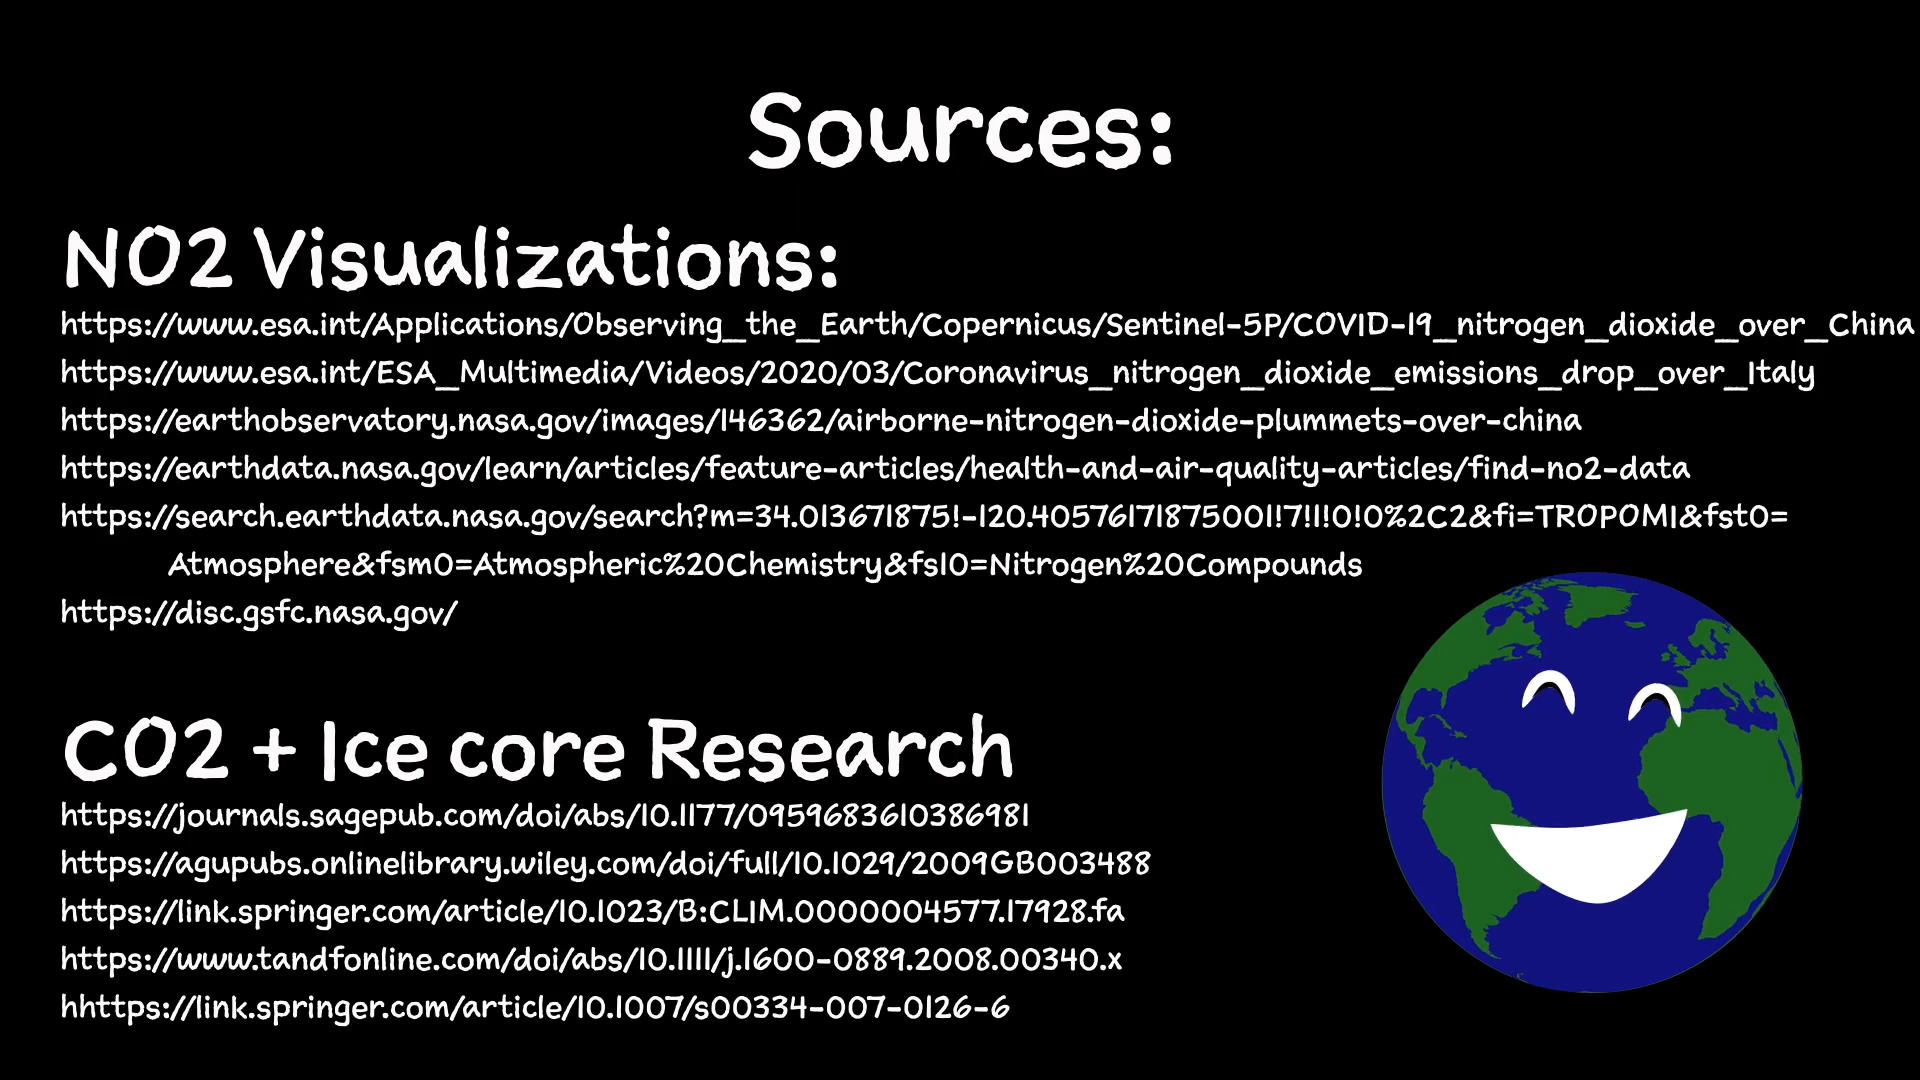 Sources:
NO2 Visualizations:
https://www.esa.int/Applications/Observing_the_Earth/Copernicus/Sentinel-5P/COVID-19_nitrogen_dioxide_over_China
https://www.esa.int/ESA_Multimedia/Videos/2020/03/Coronavirus_nitrogen_dioxide_emissions_drop_over_Italy
https://earthobservatory.nasa.gov/images/146362/airborne-nitrogen-dioxide-plummets-over-china
https://earthdata.nasa.gov/learn/articles/feature-articles/health-and-air-quality-articles/find-no2-data
https://search.earthdata.nasa.gov/search?m=34.013671875!-120.40576171875001!7!1!0!0%2C2&fi=TROPOMI&fst0=
Atmosphere&fsm0=Atmospheric%20Chemistry&fs10=Nitrogen%20Compounds
https://disc.gsfc.nasa.gov/
CO2 + Ice core Research
https://journals.sagepub.com/doi/abs/10.1177/0959683610386981
https://agupubs.onlinelibrary.wiley.com/doi/full/10.1029/2009GB003488
https://link.springer.com/article/10.1023/B:CLIM.0000004577.17928.fa
https://www.tandfonline.com/doi/abs/10.1111/j.1600-0889.2008.00340.x
hhttps://link.springer.com/article/10.1007/s00334-007-0126-6